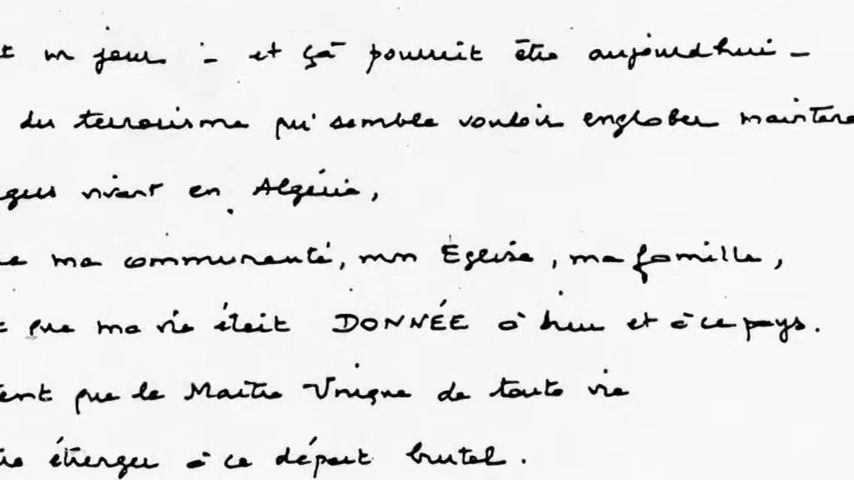 un jour - et ça pourrait être aujourd'hui -
du terrorisme qui semble vouloir englober
vivant en Algérie,
ma communauté, mon Eglise, ma famille,
que ma vie était DONNÉE à Dieu et à ce pays.
que le Maître Unique de toute vie
étranger à ce départ brutal.